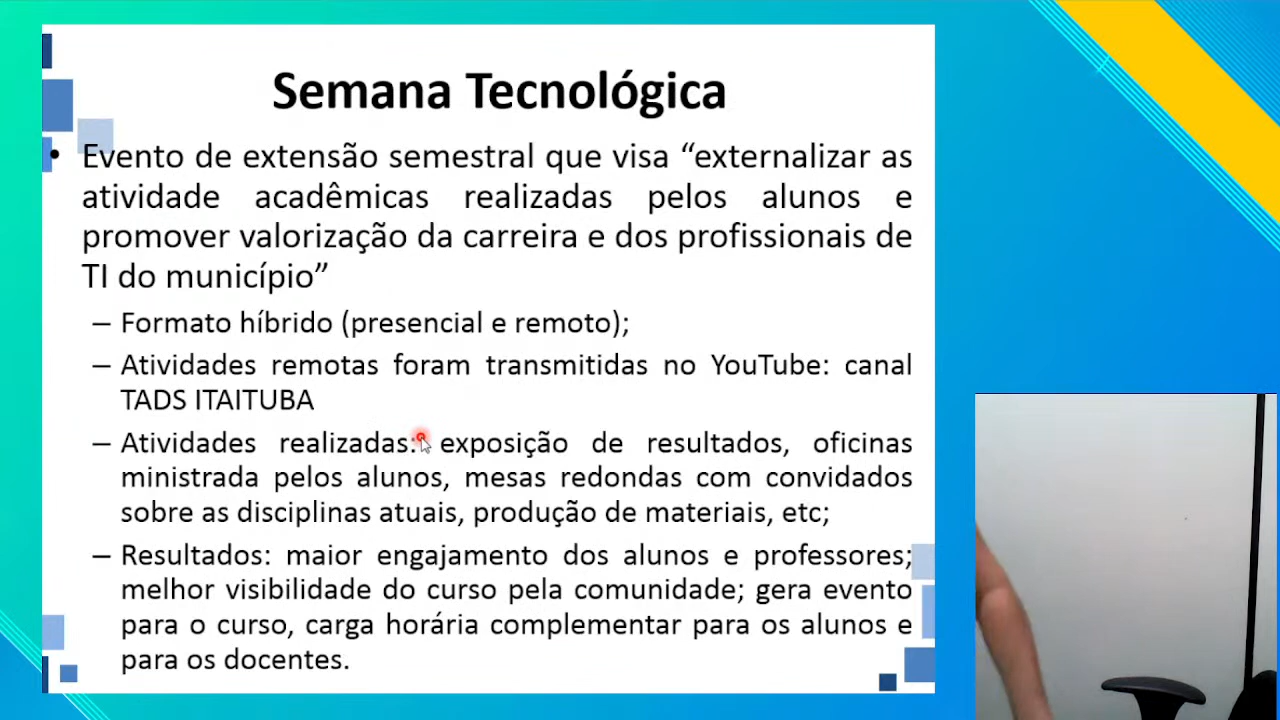 Semana Tecnológica
• Evento de extensão semestral que visa “externalizar as
atividade acadêmicas realizadas pelos alunos e
promover valorização da carreira e dos profissionais de
TI do município”
– Formato híbrido (presencial e remoto);
– Atividades remotas foram transmitidas no YouTube: canal
TADS ITAITUBA
– Atividades realizadas: exposição de resultados, oficinas
ministrada pelos alunos, mesas redondas com convidados
sobre as disciplinas atuais, produção de materiais, etc;
– Resultados: maior engajamento dos alunos e professores;
melhor visibilidade do curso pela comunidade; gera evento
para o curso, carga horária complementar para os alunos e
para os docentes.